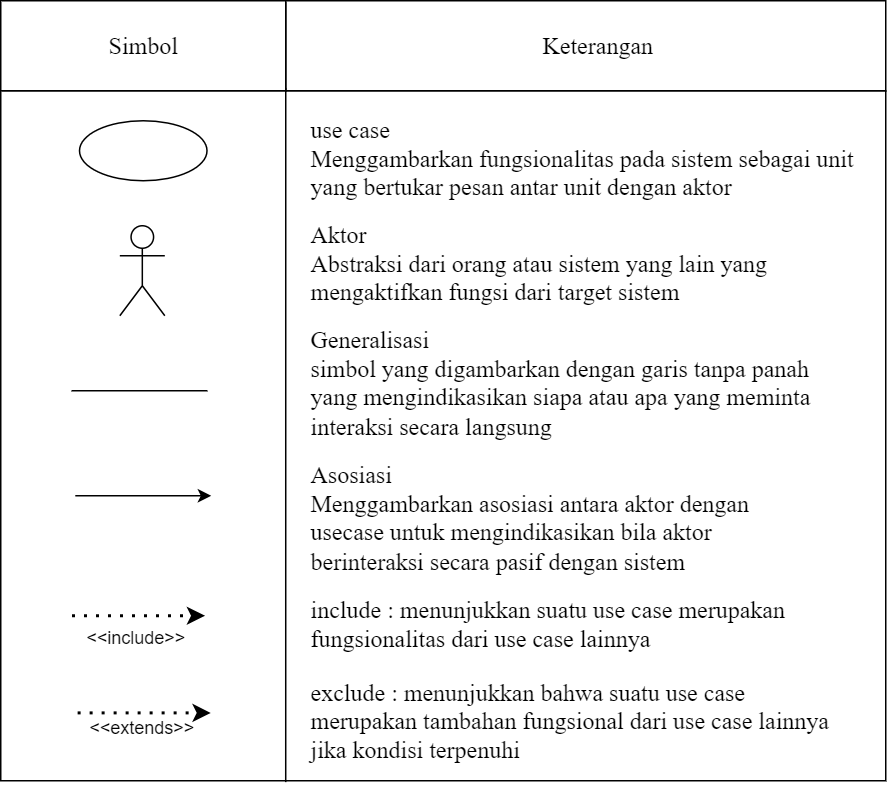 Simbol
Keterangan
use case
Menggambarkan fungsionalitas pada sistem sebagai unit
yang bertukar pesan antar unit dengan aktor
Aktor
Abstraksi dari orang atau sistem yang lain yang
mengaktifkan fungsi dari target sistem
Generalisasi
simbol yang digambarkan dengan garis tanpa panah
yang mengindikasikan siapa atau apa yang meminta
interaksi secara langsung
Asosiasi
Menggambarkan asosiasi antara aktor dengan
usecase untuk mengindikasikan bila aktor
berinteraksi secara pasif dengan sistem
<<include>>
include : menunjukkan suatu use case merupakan
fungsionalitas dari use case lainnya
<<extends>>
exclude : menunjukkan bahwa suatu use case
merupakan tambahan fungsional dari use case lainnya
jika kondisi terpenuhi